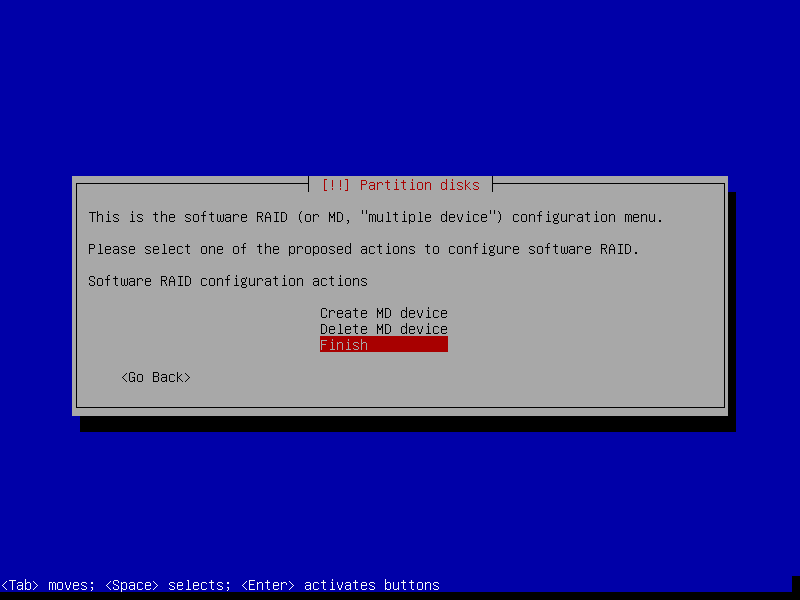 [!!] Partition disks
This is the software RAID (or MD, "multiple device") configuration menu.
Please select one of the proposed actions to configure software RAID.
Software RAID configuration actions
Create MD device
Delete MD device
Finish
<Go Back>
<Tab> moves; <Space> selects; <Enter> activates buttons